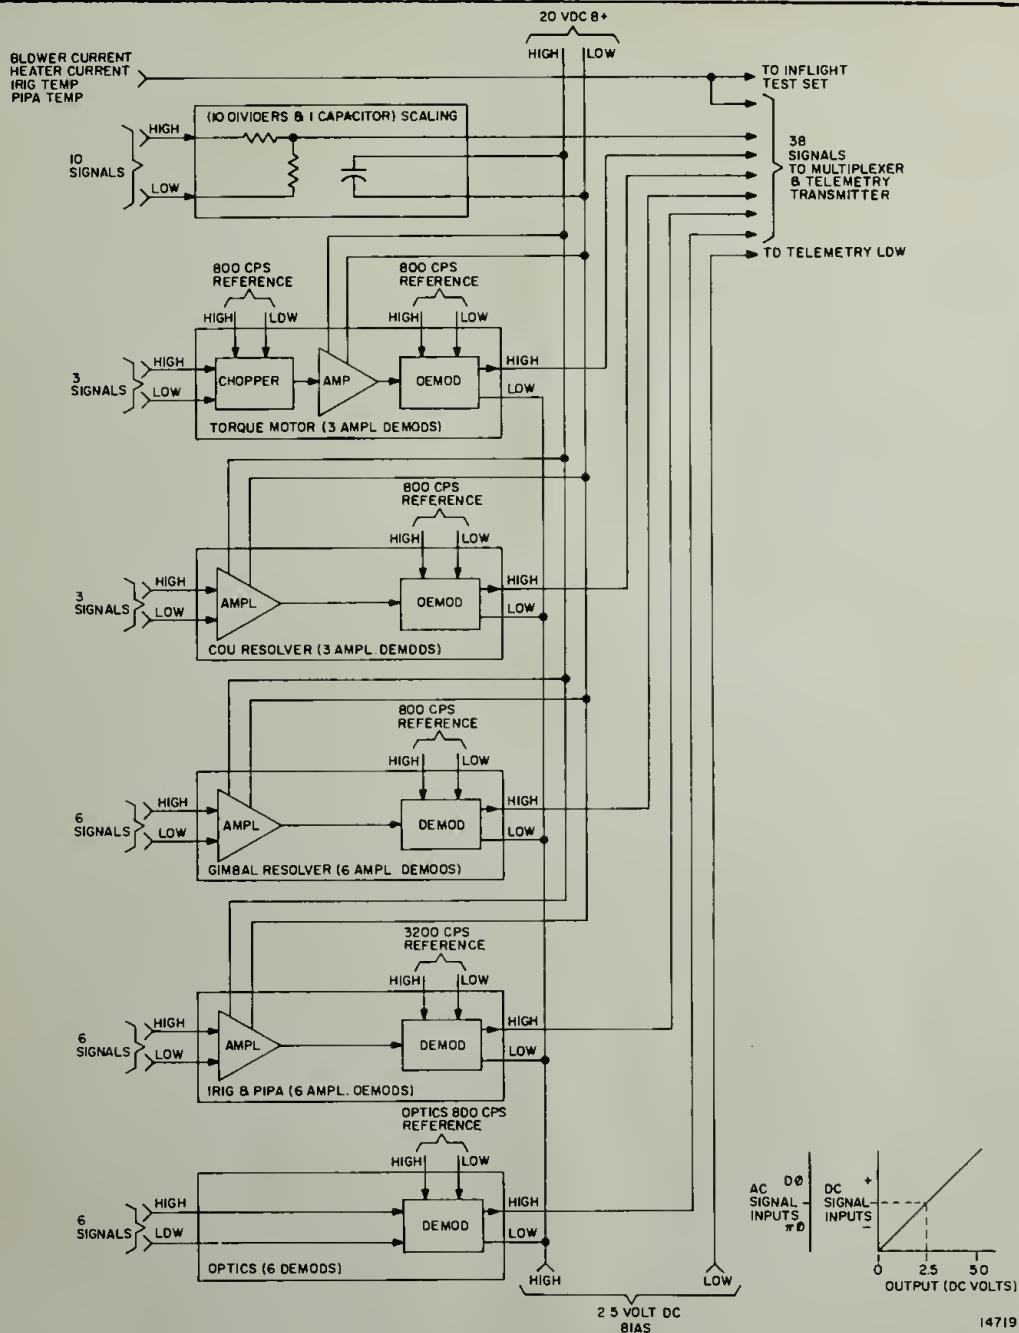 20 VDC B+
HIGH LOW
BLOWER CURRENT
HEATER CURRENT
IRIG TEMP
PIPA TEMP
TO INFLIGHT
TEST SET
(10 DIVIDERS & 1 CAPACITOR) SCALING
10
SIGNALS
HIGH
LOW
38
SIGNALS
TO MULTIPLEXER
& TELEMETRY
TRANSMITTER
TO TELEMETRY LOW
800 CPS
REFERENCE
HIGH LOW
800 CPS
REFERENCE
HIGH LOW
3
SIGNALS
HIGH
LOW
CHOPPER
AMP
DEMOD
HIGH
LOW
TORQUE MOTOR (3 AMPL DEMODS)
800 CPS
REFERENCE
HIGH LOW
3
SIGNALS
HIGH
LOW
AMPL
DEMOD
HIGH
LOW
CDU RESOLVER (3 AMPL. DEMODS)
800 CPS
REFERENCE
HIGH LOW
6
SIGNALS
HIGH
LOW
AMPL
DEMOD
HIGH
LOW
GIMBAL RESOLVER (6 AMPL DEMODS)
3200 CPS
REFERENCE
HIGH LOW
6
SIGNALS
HIGH
LOW
AMPL
DEMOD
HIGH
LOW
IRIG & PIPA (6 AMPL. DEMODS)
OPTICS 800 CPS
REFERENCE
HIGH LOW
6
SIGNALS
HIGH
LOW
DEMOD
HIGH
LOW
OPTICS (6 DEMODS)
HIGH
LOW
2 5 VOLT DC
BIAS
AC
SIGNAL
INPUTS
0Ø
πØ
DC
SIGNAL
INPUTS
+
–
0 2.5 5 0
OUTPUT (DC VOLTS)
14719